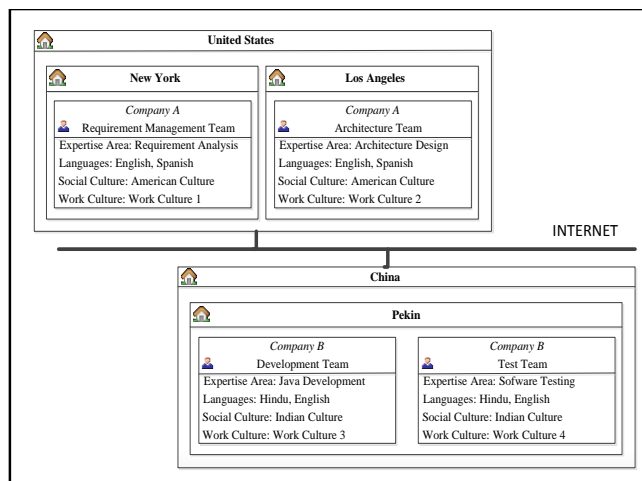 United States
New York
Company A
Requirement Management Team
Expertise Area: Requirement Analysis
Languages: English, Spanish
Social Culture: American Culture
Work Culture: Work Culture 1
Los Angeles
Company A
Architecture Team
Expertise Area: Architecture Design
Languages: English, Spanish
Social Culture: American Culture
Work Culture: Work Culture 2
INTERNET
China
Pekin
Company B
Development Team
Expertise Area: Java Development
Languages: Hindu, English
Social Culture: Indian Culture
Work Culture: Work Culture 3
Company B
Test Team
Expertise Area: Sofware Testing
Languages: Hindu, English
Social Culture: Indian Culture
Work Culture: Work Culture 4